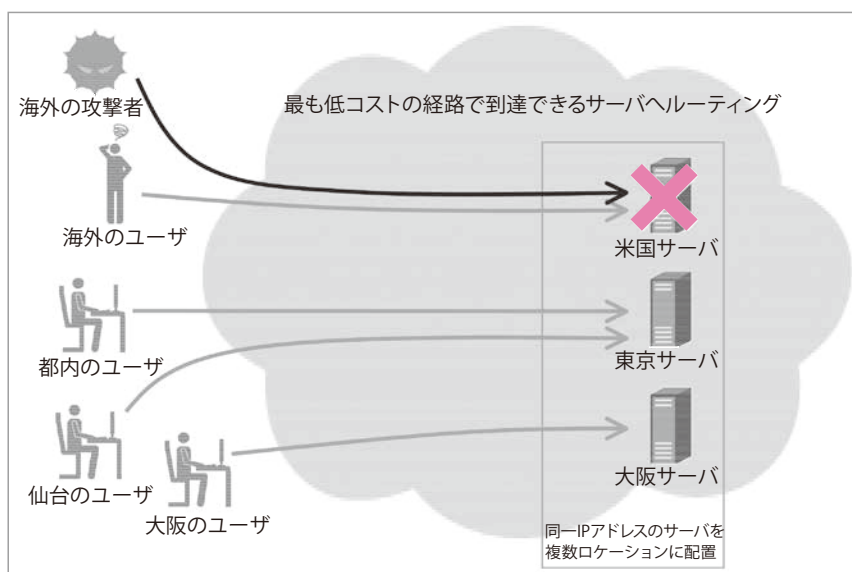 海外の攻撃者
最も低コストの経路で到達できるサーバへルーティング
海外のユーザ
米国サーバ
都内のユーザ
東京サーバ
仙台のユーザ
大阪のユーザ
大阪サーバ
同一IPアドレスのサーバを
複数ロケーションに配置